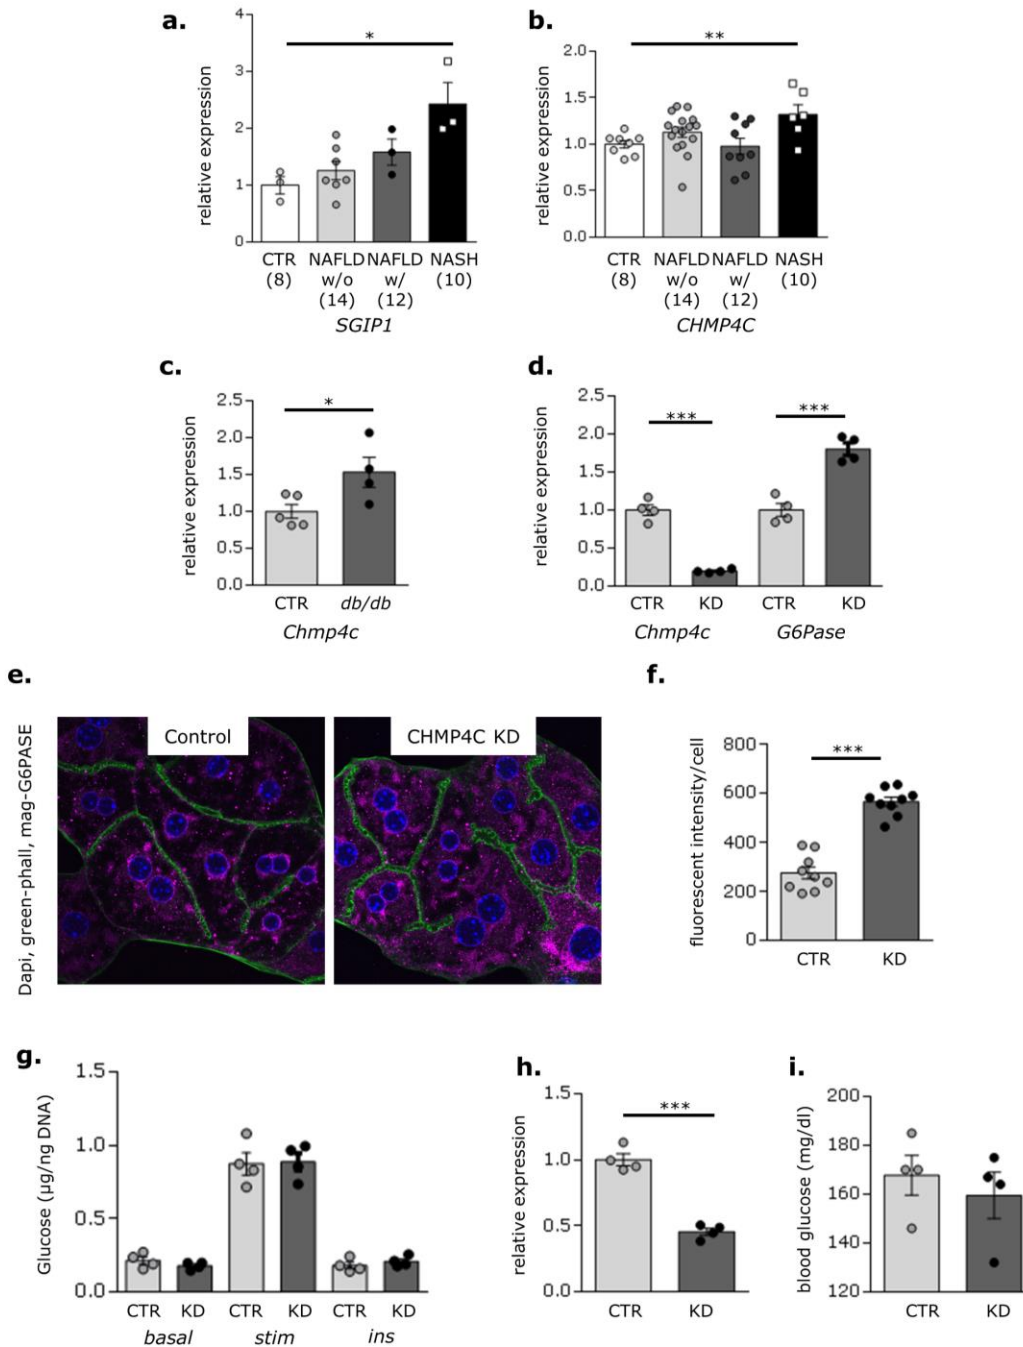 a.
relative expression
4
3
2
1
0
*
CTR NAFLD NAFLD NASH
(8) w/o w/ (10)
(14) (12)
SGIP1
b.
relative expression
2.0
1.5
1.0
0.5
0.0
**
CTR NAFLD NAFLD NASH
(8) w/o w/ (10)
(14) (12)
CHMP4C
c.
relative expression
2.5
2.0
1.5
1.0
0.5
0.0
*
CTR db/db
Chmp4c
d.
relative expression
2.5
2.0
1.5
1.0
0.5
0.0
*** ***
CTR KD CTR KD
Chmp4c G6Pase
e.
Dapi, green-phall, mag-G6PASE
Control
CHMP4C KD
f.
fluorescent intensity/cell
800
600
400
200
0
***
CTR KD
g.
Glucose (µg/ng DNA)
1.5
1.0
0.5
0.0
CTR KD CTR KD CTR KD
basal stim ins
h.
relative expression
1.5
1.0
0.5
0.0
***
CTR KD
i.
blood glucose (mg/dl)
200
180
160
140
120
CTR KD